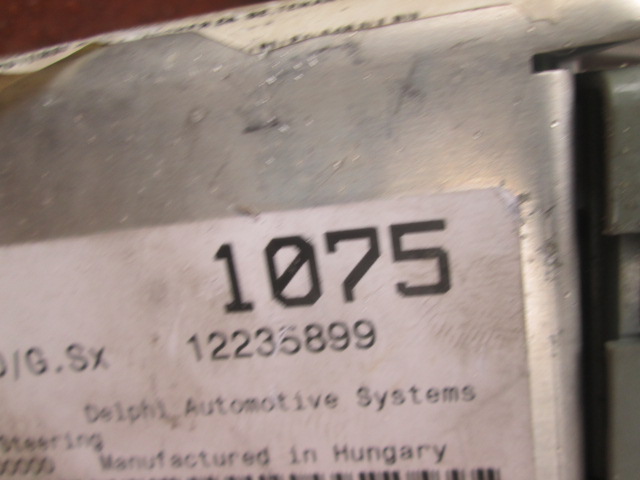 1075
/G.Sx 12235899
Delphi Automotive Systems
Steering
Manufactured in Hungary